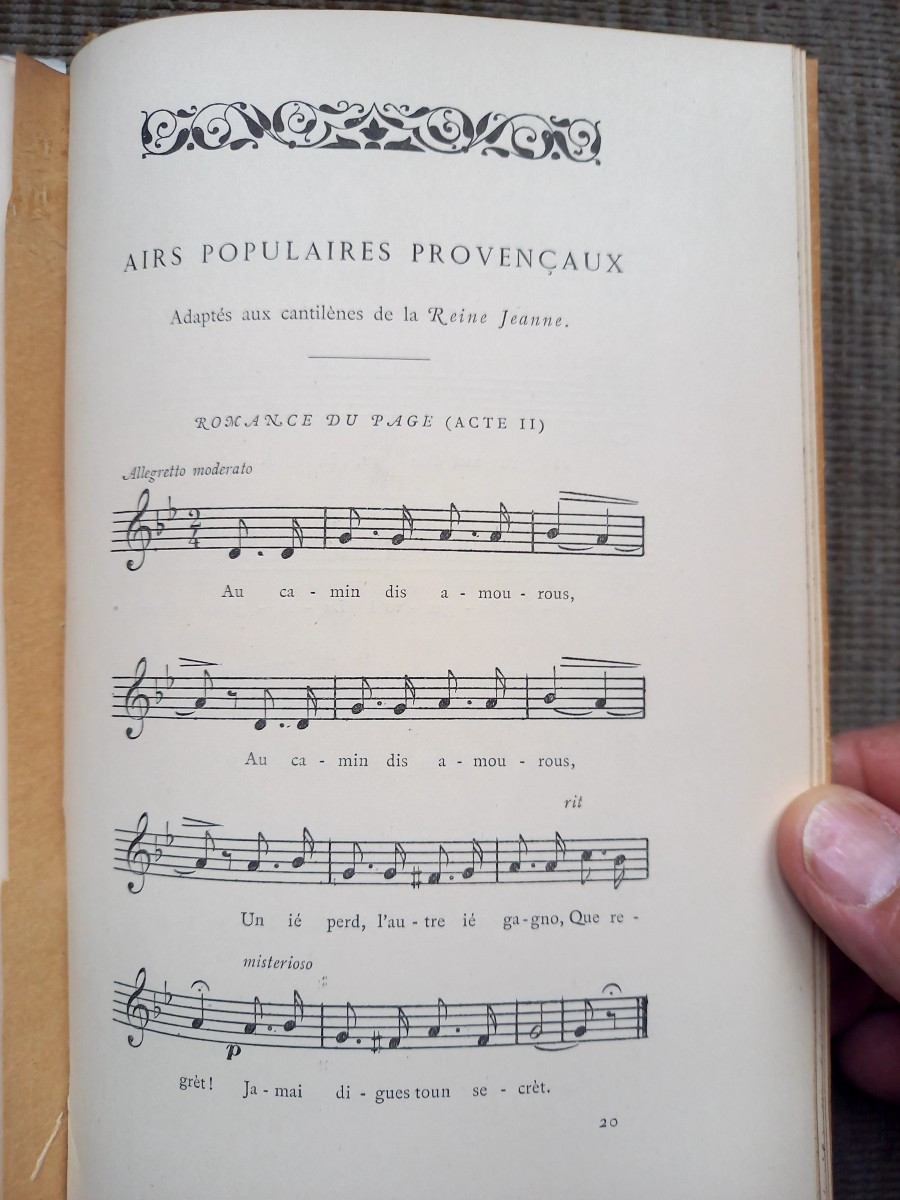 AIRS POPULAIRES PROVENÇAUX
Adaptés aux cantilènes de la Reine Jeanne.
ROMANCE DU PAGE (ACTE II)
Allegretto moderato
2
4
Au ca - min dis a - mou - rous,
Au ca - min dis a - mou - rous,
rit
Un ié perd, l'au - tre ié ga - gno, Que re -
misterioso
p
grèt! Ja - mai di - gues toun se - crèt.
20